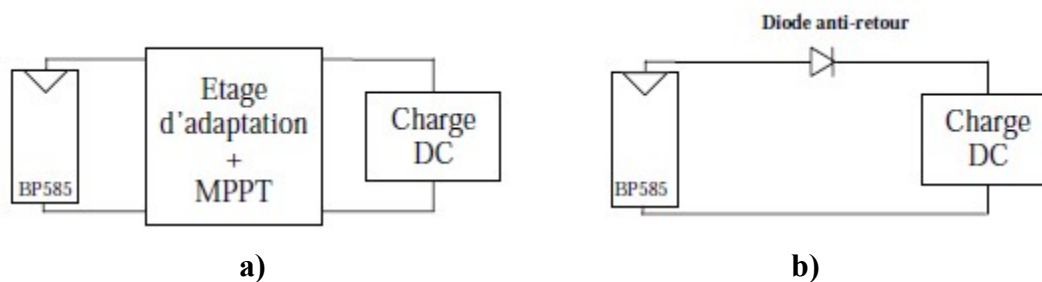 BP585
Etage
d'adaptation
+
MPPT
Charge
DC
a)
Diode anti-retour
BP585
Charge
DC
b)